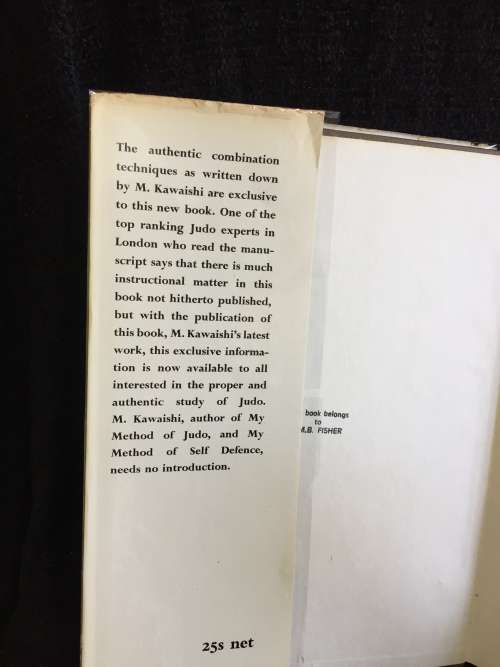 The authentic combination
techniques as written down
by M. Kawaishi are exclusive
to this new book. One of the
top ranking Judo experts in
London who read the manu-
script says that there is much
instructional matter in this
book not hitherto published,
but with the publication of
this book, M. Kawaishi's latest
work, this exclusive informa-
tion is now available to all
interested in the proper and
authentic study of Judo.
M. Kawaishi, author of My
Method of Judo, and My
Method of Self Defence,
needs no introduction.
25s net
book belongs
to
M.B. FISHER